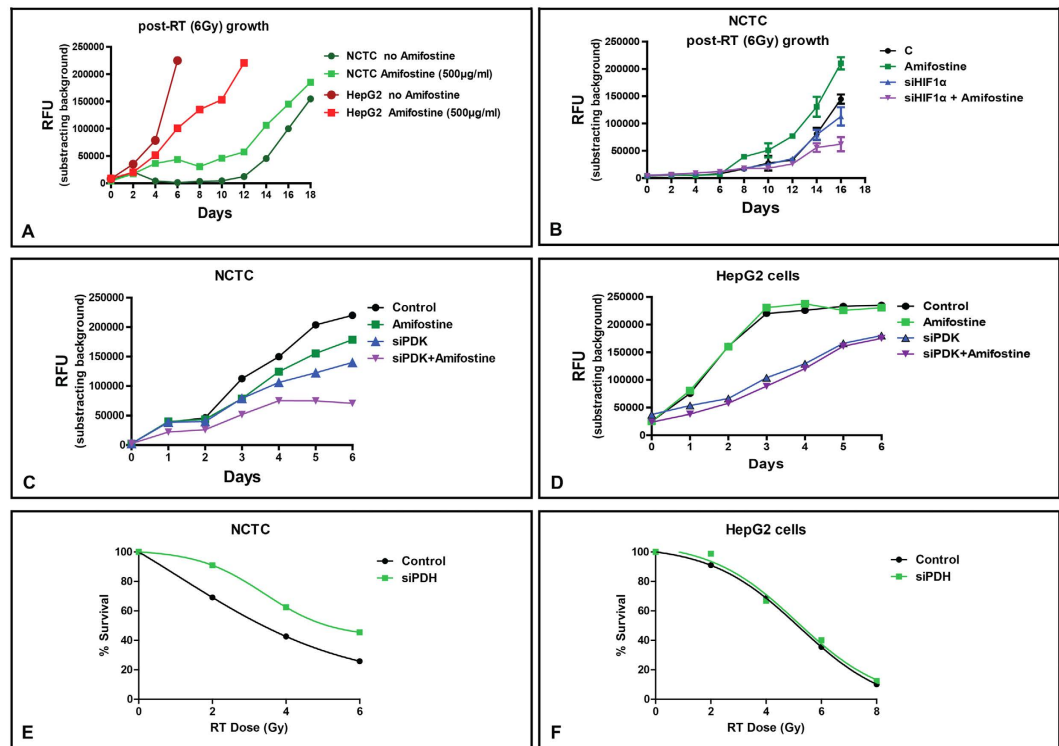 post-RT (6Gy) growth
RFU
(substracting background)
250000
200000
150000
100000
50000
0
0 2 4 6 8 10 12 14 16 18
Days
NCTC no Amifostine
NCTC Amifostine (500µg/ml)
HepG2 no Amifostine
HepG2 Amifostine (500µg/ml)
A
NCTC
post-RT (6Gy) growth
RFU
(substracting background)
250000
200000
150000
100000
50000
0
0 2 4 6 8 10 12 14 16 18
Days
C
Amifostine
siHIF1α
siHIF1α + Amifostine
B
NCTC
RFU
(substracting background)
250000
200000
150000
100000
50000
0
0 1 2 3 4 5 6
Days
Control
Amifostine
siPDK
siPDK+Amifostine
C
HepG2 cells
RFU
(substracting background)
250000
200000
150000
100000
50000
0
0 1 2 3 4 5 6
Days
Control
Amifostine
siPDK
siPDK+Amifostine
D
NCTC
% Survival
100
80
60
40
20
0
0 2 4 6
RT Dose (Gy)
Control
siPDH
E
HepG2 cells
% Survival
100
80
60
40
20
0
0 2 4 6 8
RT Dose (Gy)
Control
siPDH
F